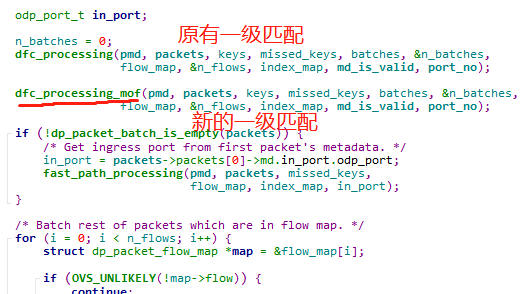 odp_port_t in_port;
原有一级匹配
n_batches = 0;
dfc_processing(pmd, packets, keys, missed_keys, batches, &n_batches,
flow_map, &n_flows, index_map, md_is_valid, port_no);
dfc_processing_mof(pmd, packets, keys, missed_keys, batches, &n_batches,
flow_map, &n_flows, index_map, md_is_valid, port_no);
新的一级匹配
if (!dp_packet_batch_is_empty(packets)) {
/* Get ingress port from first packet's metadata. */
in_port = packets->packets[0]->md.in_port.odp_port;
fast_path_processing(pmd, packets, missed_keys,
flow_map, index_map, in_port);
}
/* Batch rest of packets which are in flow map. */
for (i = 0; i < n_flows; i++) {
struct dp_packet_flow_map *map = &flow_map[i];
if (OVS_UNLIKELY(!map->flow)) {
continue;